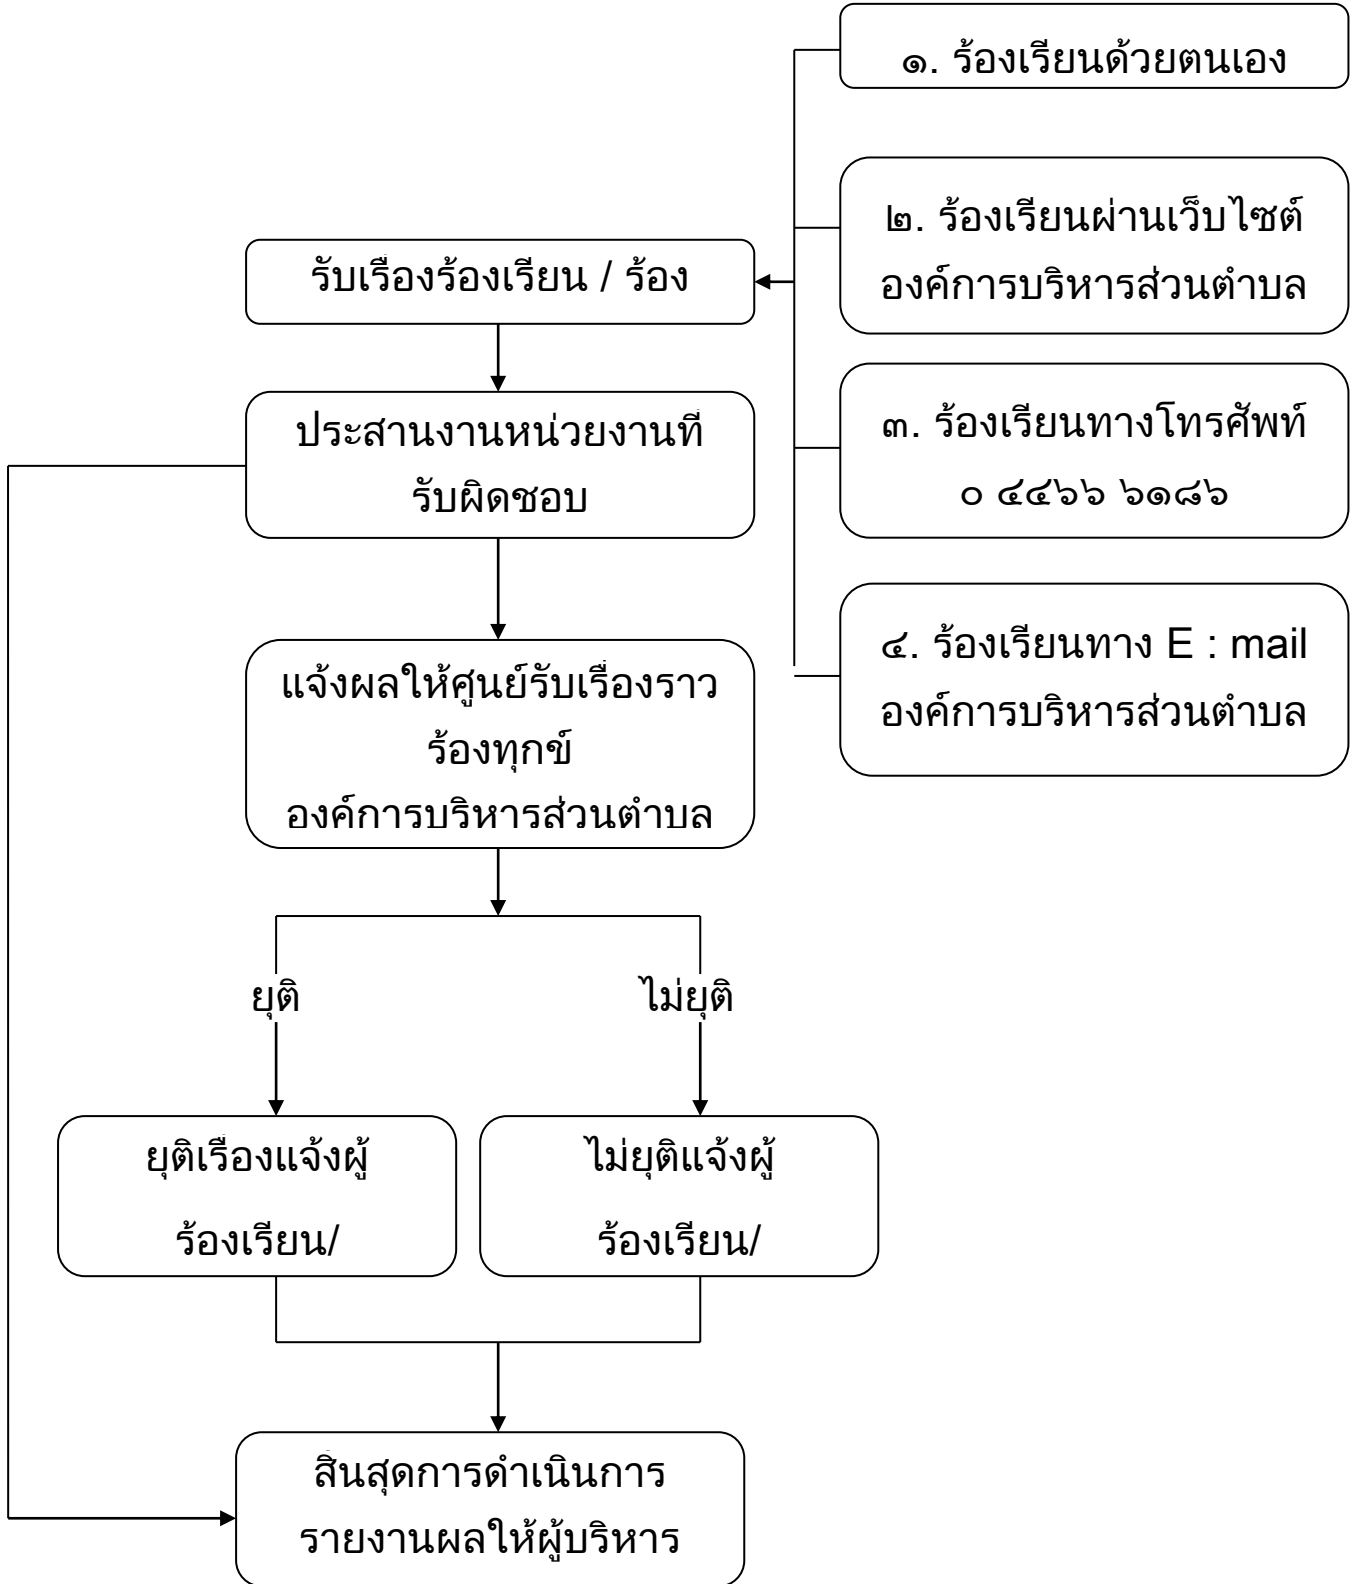 ๑. ร้องเรียนด้วยตนเอง
๒. ร้องเรียนผ่านเว็บไซต์
องค์การบริหารส่วนตำบล
รับเรื่องร้องเรียน / ร้อง
๓. ร้องเรียนทางโทรศัพท์
๐ ๔๔๖๖ ๖๑๘๖
ประสานงานหน่วยงานที่
รับผิดชอบ
๔. ร้องเรียนทาง E : mail
องค์การบริหารส่วนตำบล
แจ้งผลให้ศูนย์รับเรื่องราว
ร้องทุกข์
องค์การบริหารส่วนตำบล
ยุติ
ไม่ยุติ
ยุติเรื่องแจ้งผู้
ร้องเรียน/
ไม่ยุติแจ้งผู้
ร้องเรียน/
สิ้นสุดการดำเนินการ
รายงานผลให้ผู้บริหาร